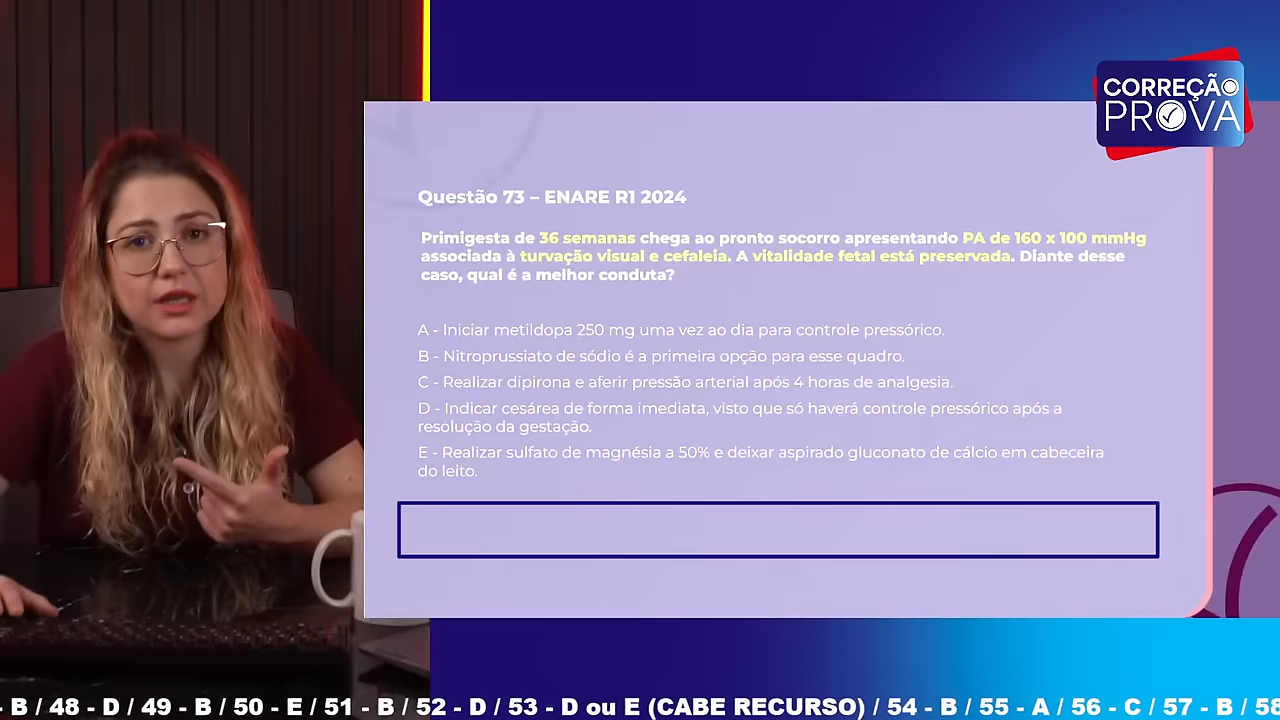 CORREÇÃO
PROVA
Questão 73 – ENARE R1 2024
Primigesta de 36 semanas chega ao pronto socorro apresentando PA de 160 x 100 mmHg
associada à turvação visual e cefaleia. A vitalidade fetal está preservada. Diante desse
caso, qual é a melhor conduta?
A - Iniciar metildopa 250 mg uma vez ao dia para controle pressórico.
B - Nitroprussiato de sódio é a primeira opção para esse quadro.
C - Realizar dipirona e aferir pressão arterial após 4 horas de analgesia.
D - Indicar cesárea de forma imediata, visto que só haverá controle pressórico após a
resolução da gestação.
E - Realizar sulfato de magnésia a 50% e deixar aspirado gluconato de cálcio em cabeceira
do leito.
- B / 48 - D / 49 - B / 50 - E / 51 - B / 52 - D / 53 - D ou E (CABE RECURSO) / 54 - B / 55 - A / 56 - C / 57 - B / 58